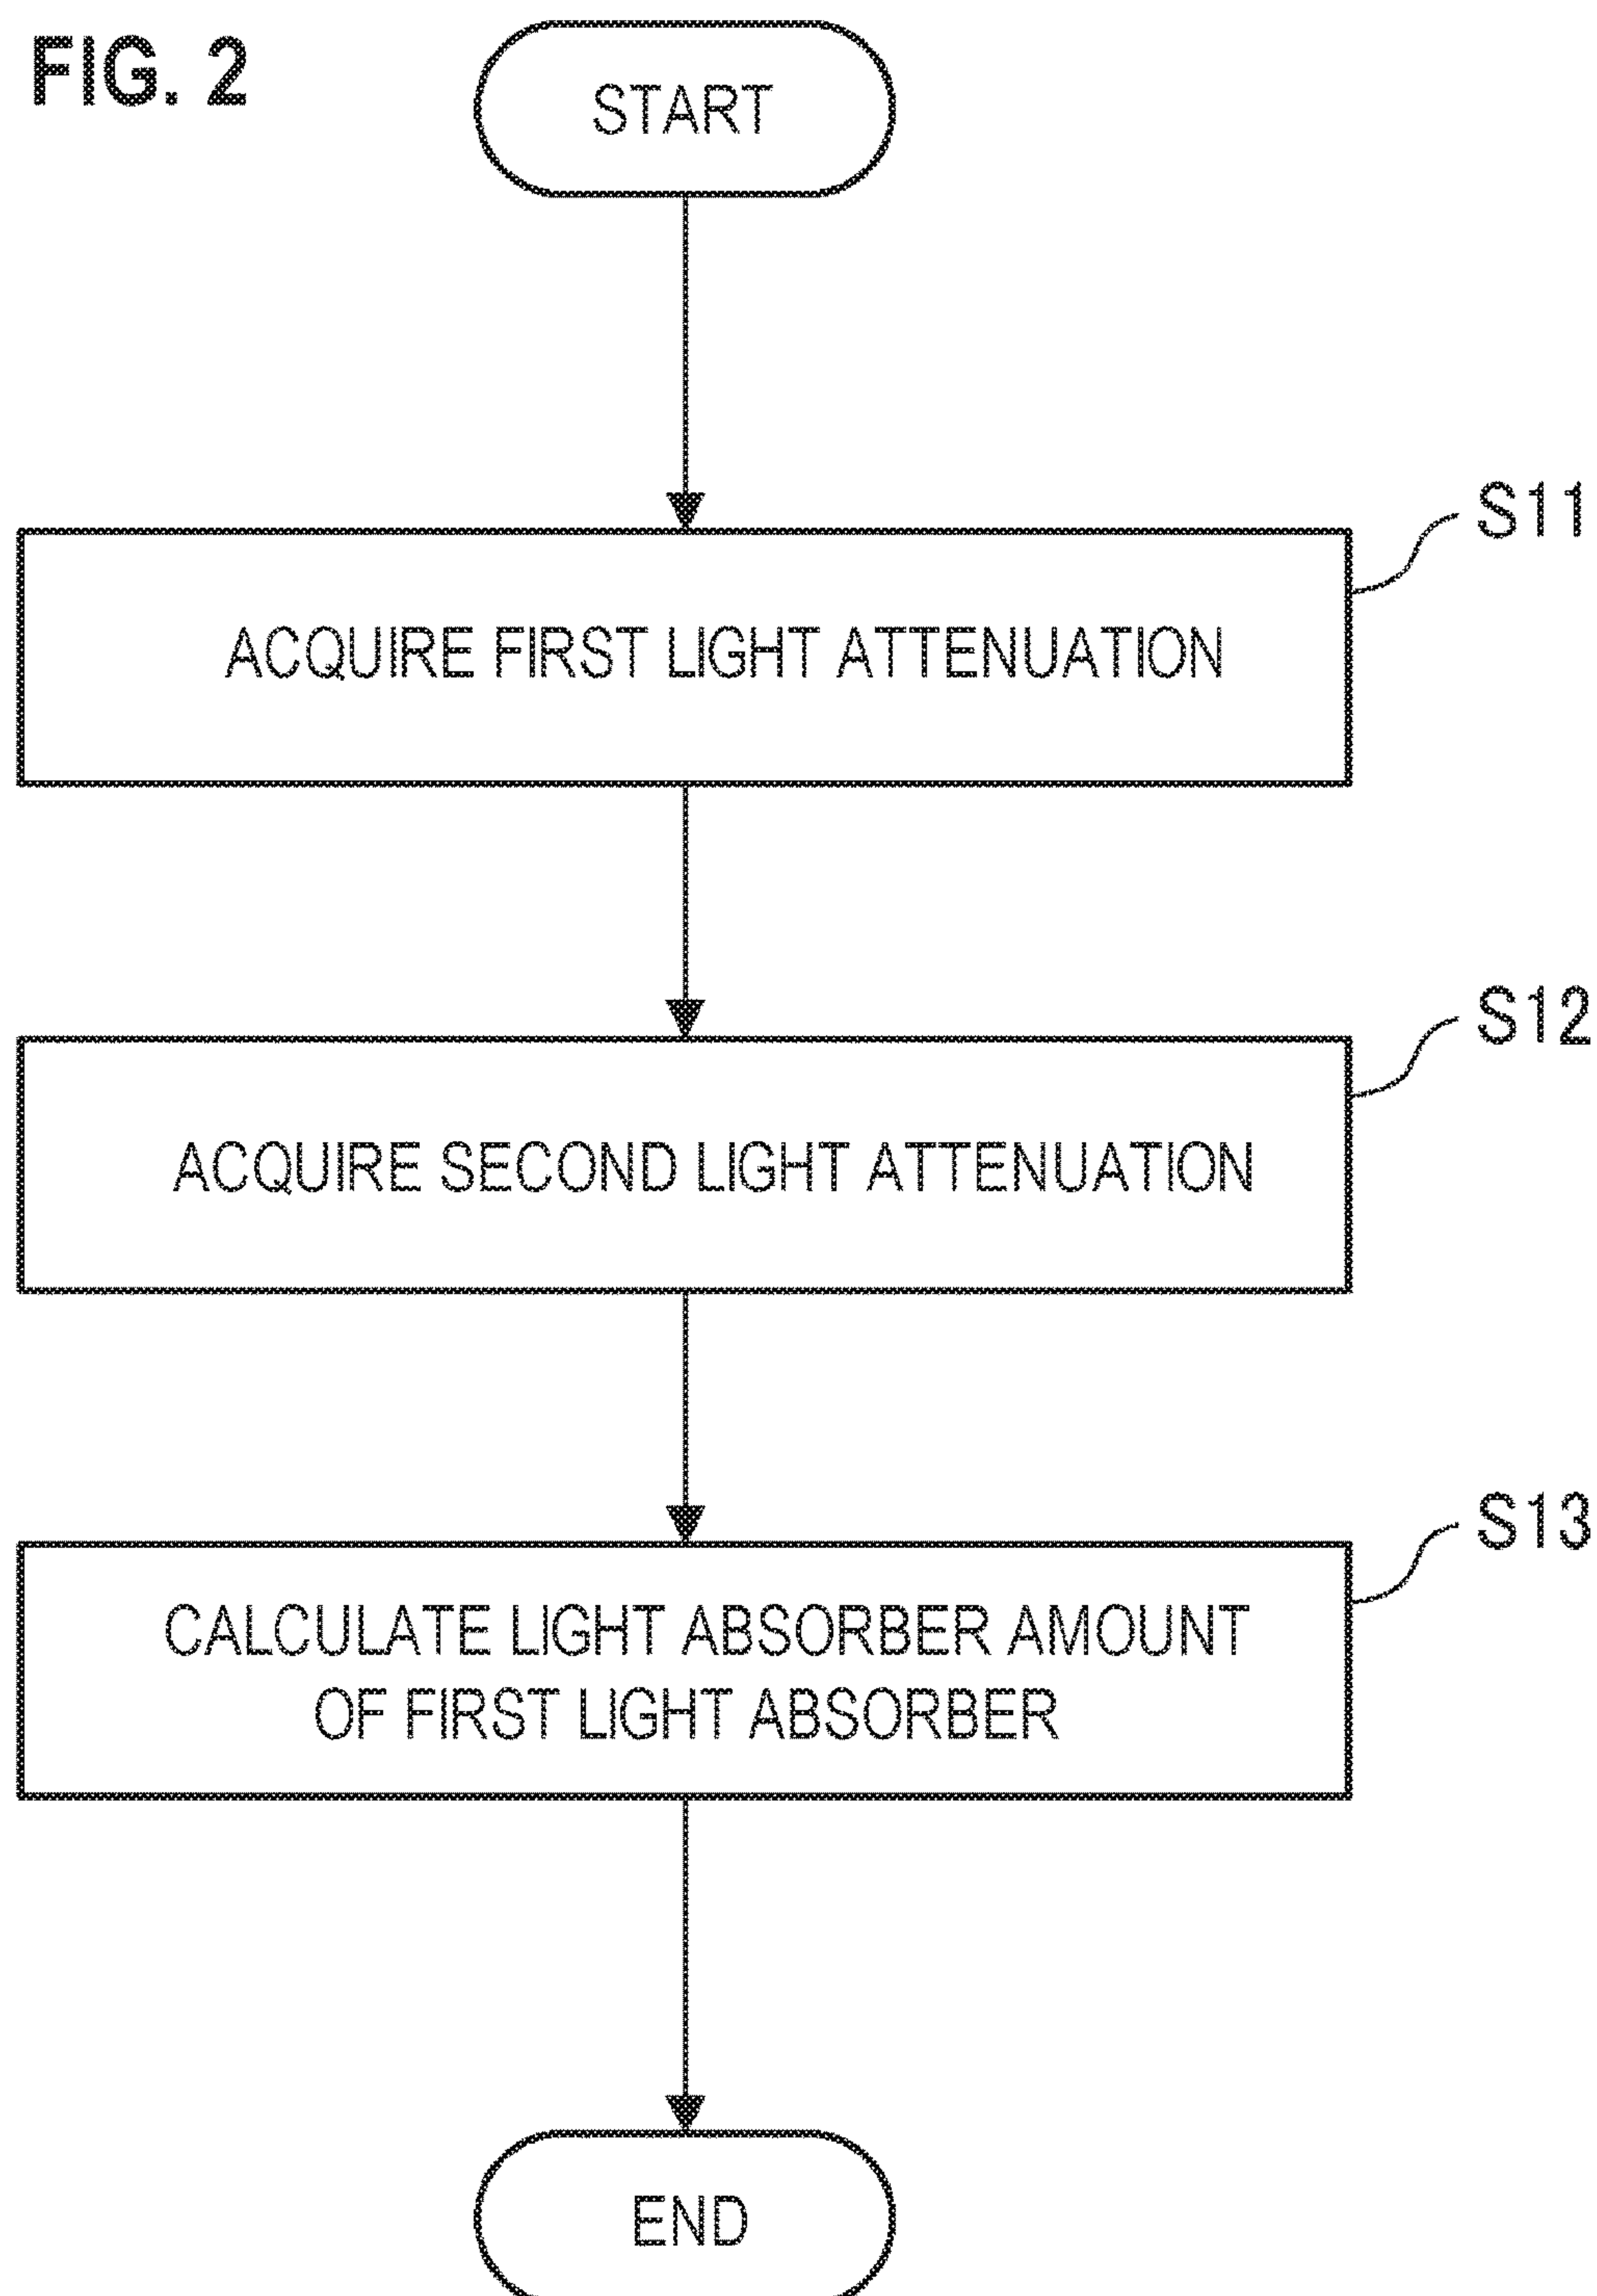 FIG. 2
START
S11
ACQUIRE FIRST LIGHT ATTENUATION
S12
ACQUIRE SECOND LIGHT ATTENUATION
S13
CALCULATE LIGHT ABSORBER AMOUNT
OF FIRST LIGHT ABSORBER
END